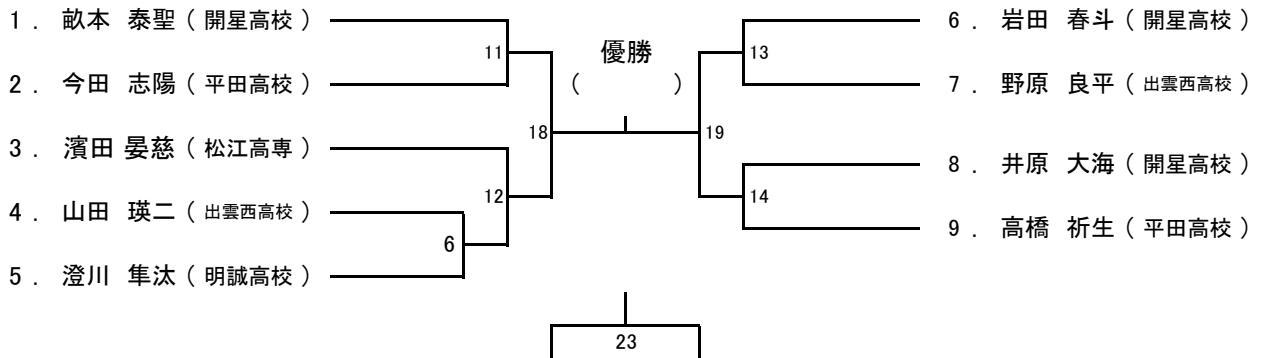 1 . 畝本 泰聖 ( 開星高校 )
2 . 今田 志陽 ( 平田高校 )
3 . 濱田 晏慈 ( 松江高専 )
4 . 山田 瑛二 ( 出雲西高校 )
5 . 澄川 隼汰 ( 明誠高校 )
11
12
6
18
優勝
( )
19
13
14
6 . 岩田 春斗 ( 開星高校 )
7 . 野原 良平 ( 出雲西高校 )
8 . 井原 大海 ( 開星高校 )
9 . 高橋 祈生 ( 平田高校 )
23